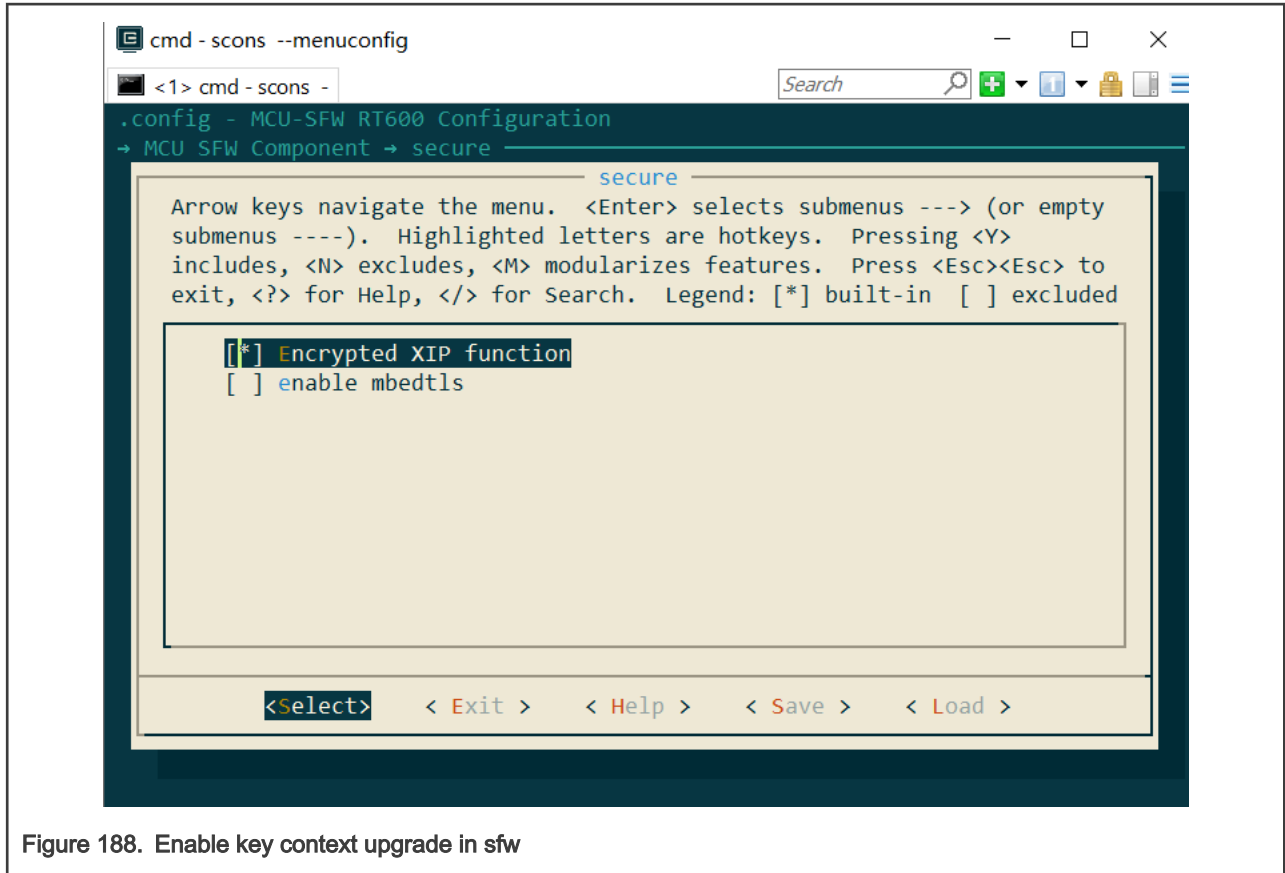 cmd - scons  --menuconfig
<1> cmd - scons  -
Search
.config - MCU-SFW RT600 Configuration
→ MCU SFW Component → secure
secure
Arrow keys navigate the menu.  <Enter> selects submenus ---> (or empty
submenus ----).  Highlighted letters are hotkeys.  Pressing <Y>
includes, <N> excludes, <M> modularizes features.  Press <Esc><Esc> to
exit, <?> for Help, </> for Search.  Legend: [*] built-in  [ ] excluded
[*] Encrypted XIP function
[ ] enable mbedtls
<Select>    < Exit >    < Help >    < Save >    < Load >
Figure 188.  Enable key context upgrade in sfw